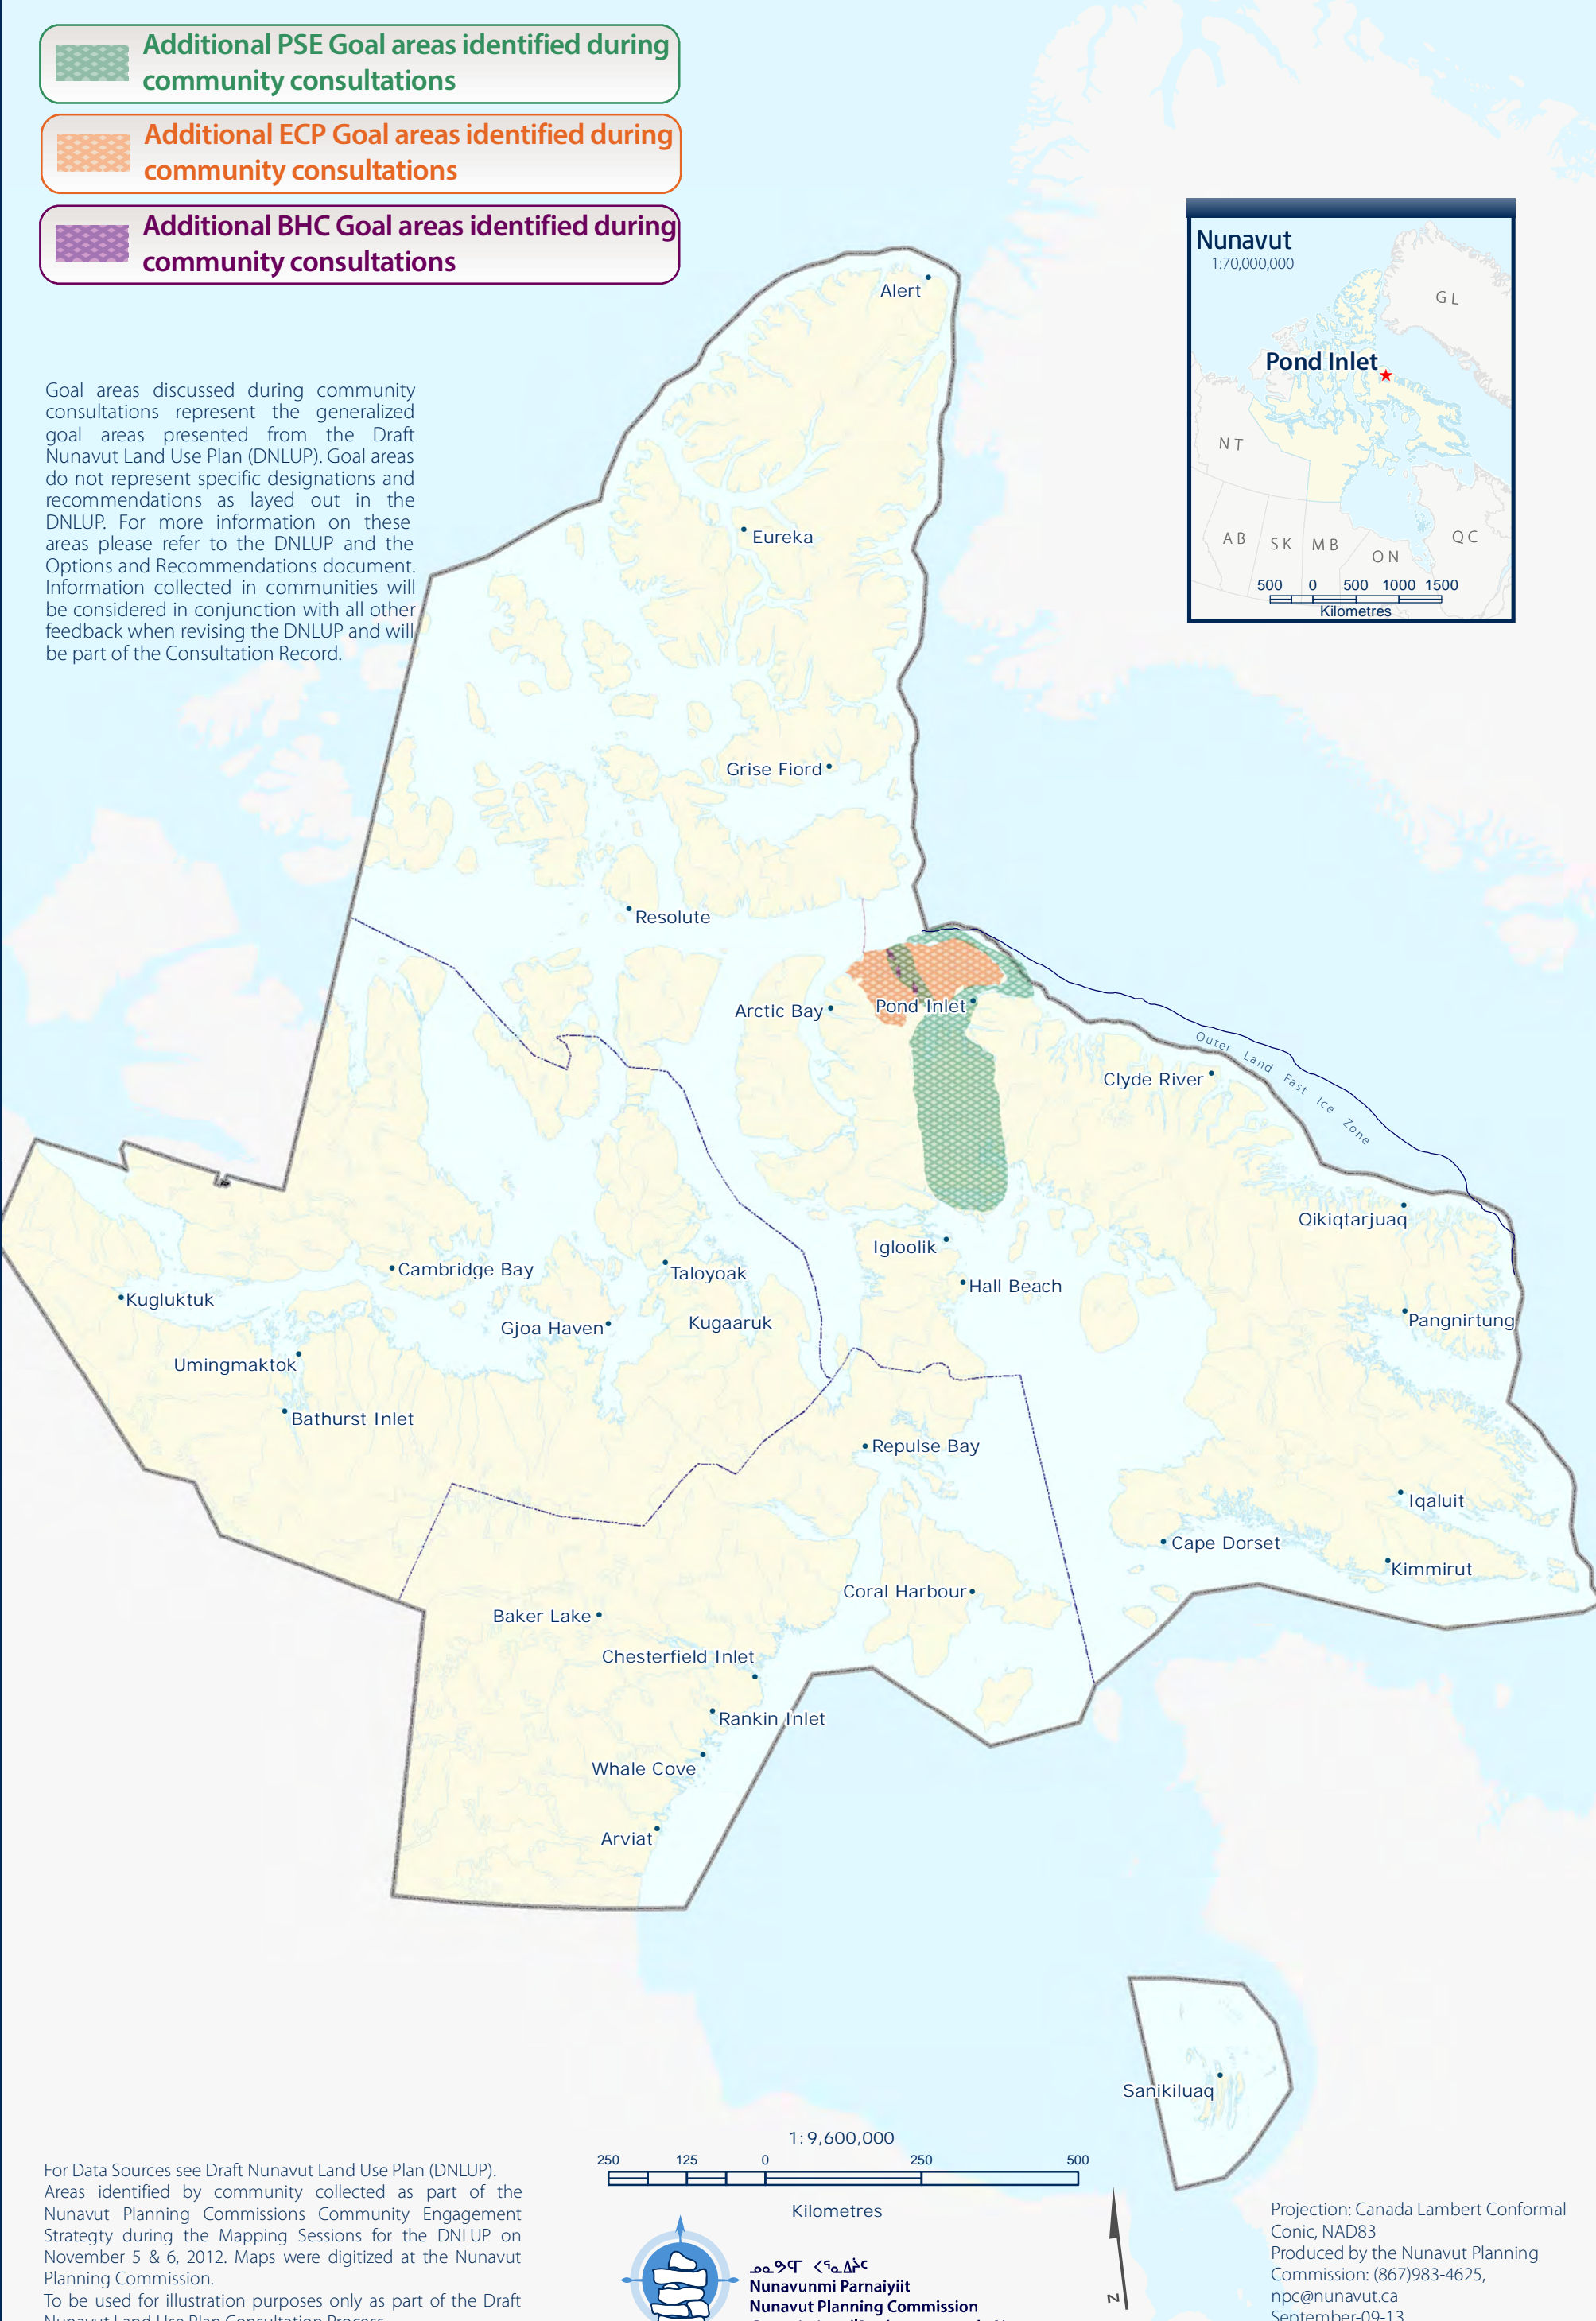 Additional PSE Goal areas identified during
community consultations
Additional ECP Goal areas identified during
community consultations
Additional BHC Goal areas identified during
community consultations
Goal areas discussed during community
consultations represent the generalized
goal areas presented from the Draft
Nunavut Land Use Plan (DNLUP). Goal areas
do not represent specific designations and
recommendations as layed out in the
DNLUP. For more information on these
areas please refer to the DNLUP and the
Options and Recommendations document.
Information collected in communities will
be considered in conjunction with all other
feedback when revising the DNLUP and will
be part of the Consultation Record.
Nunavut
1:70,000,000
GL
Pond Inlet
NT
AB
SK
MB
ON
QC
500 0 500 1000 1500
Kilometres
Alert
Eureka
Grise Fiord
Resolute
Arctic Bay
Pond Inlet
Clyde River
Outer Land Fast Ice Zone
Qikiqtarjuaq
Igloolik
Hall Beach
Cambridge Bay
Taloyoak
Kugluktuk
Gjoa Haven
Kugaaruk
Pangnirtung
Umingmaktok
Bathurst Inlet
Repulse Bay
Iqaluit
Cape Dorset
Kimmirut
Coral Harbour
Baker Lake
Chesterfield Inlet
Rankin Inlet
Whale Cove
Arviat
Sanikiluaq
1:9,600,000
250 125 0 250 500
Kilometres
For Data Sources see Draft Nunavut Land Use Plan (DNLUP).
Areas identified by community collected as part of the
Nunavut Planning Commissions Community Engagement
Strategty during the Mapping Sessions for the DNLUP on
November 5 & 6, 2012. Maps were digitized at the Nunavut
Planning Commission.
To be used for illustration purposes only as part of the Draft
Nunavut Land Use Plan Consultation Process
ᓄᓇᕗᒻᒥ ᐸᕐᓇᐃᔩᑦ
Nunavunmi Parnaiyiit
Nunavut Planning Commission
N
Projection: Canada Lambert Conformal
Conic, NAD83
Produced by the Nunavut Planning
Commission: (867)983-4625,
npc@nunavut.ca
September-09-13